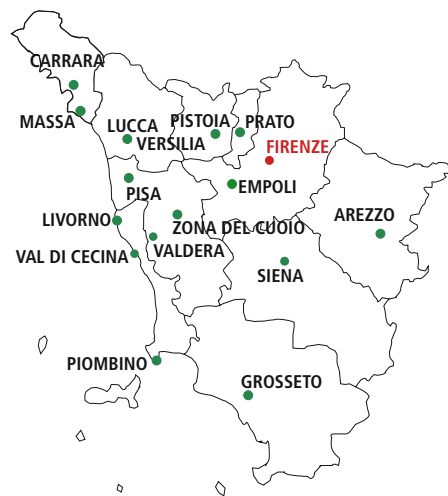 CARRARA
MASSA
LUCCA
VERSILIA
PISTOIA
PRATO
FIRENZE
EMPOLI
PISA
LIVORNO
ZONA DEL CUOIO
AREZZO
VAL DI CECINA
VALDERA
SIENA
PIOMBINO
GROSSETO